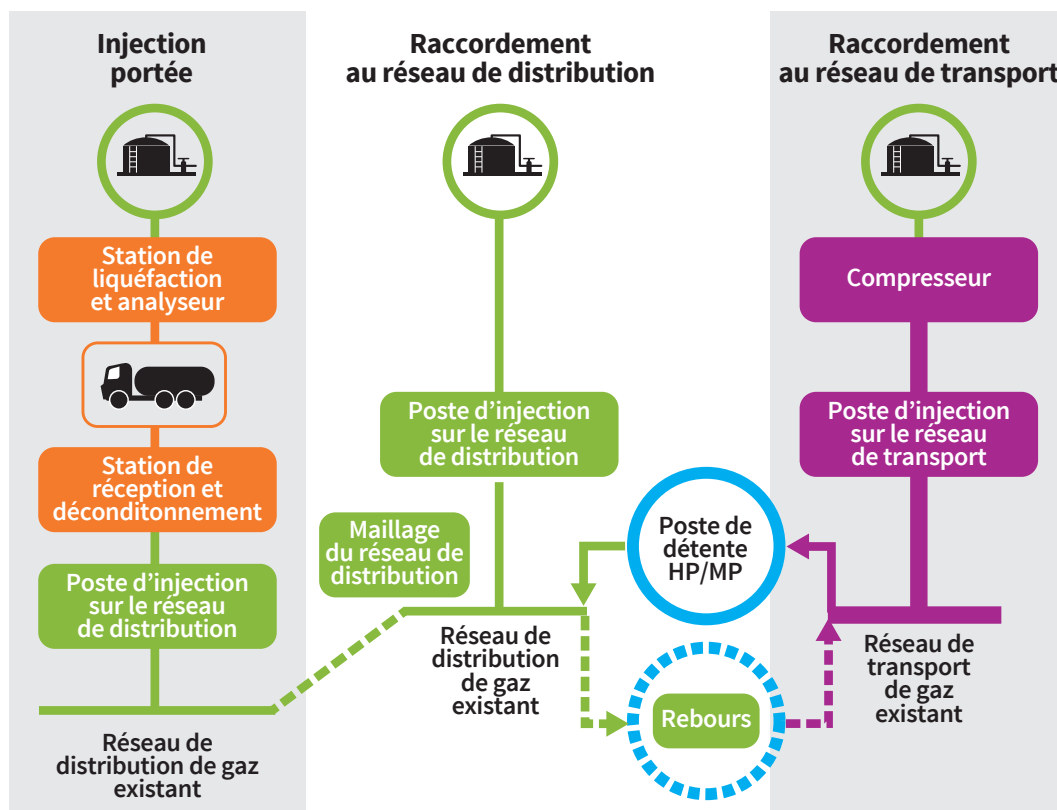 Injection
portée
Station de
liquéfaction
et analyseur
Station de
réception et
déconditonnement
Poste d’injection
sur le réseau
de distribution
Réseau de
distribution de gaz
existant
Raccordement
au réseau de distribution
Poste d’injection
sur le réseau
de distribution
Maillage
du réseau de
distribution
Réseau de
distribution
de gaz
existant
Poste de
détente
HP/MP
Rebours
Raccordement
au réseau de transport
Compresseur
Poste d’injection
sur le réseau
de transport
Réseau de
transport
de gaz
existant